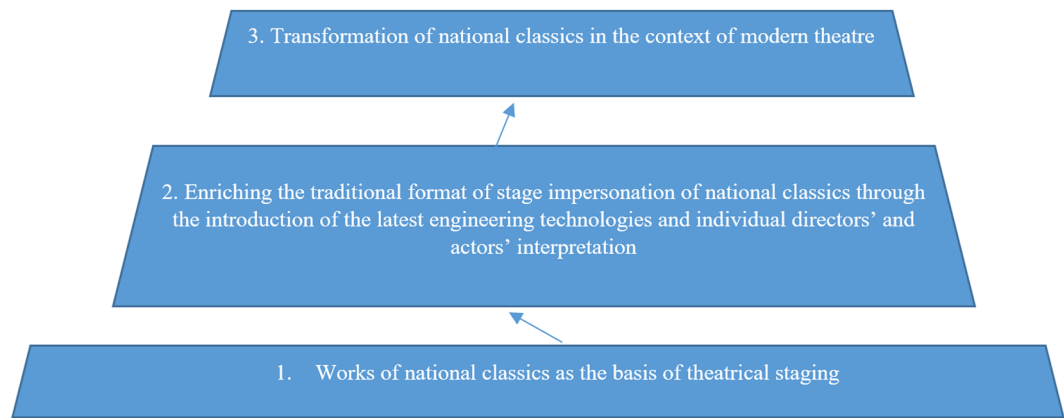 3. Transformation of national classics in the context of modern theatre
2. Enriching the traditional format of stage impersonation of national classics through
the introduction of the latest engineering technologies and individual directors’ and
actors’ interpretation
1. Works of national classics as the basis of theatrical staging